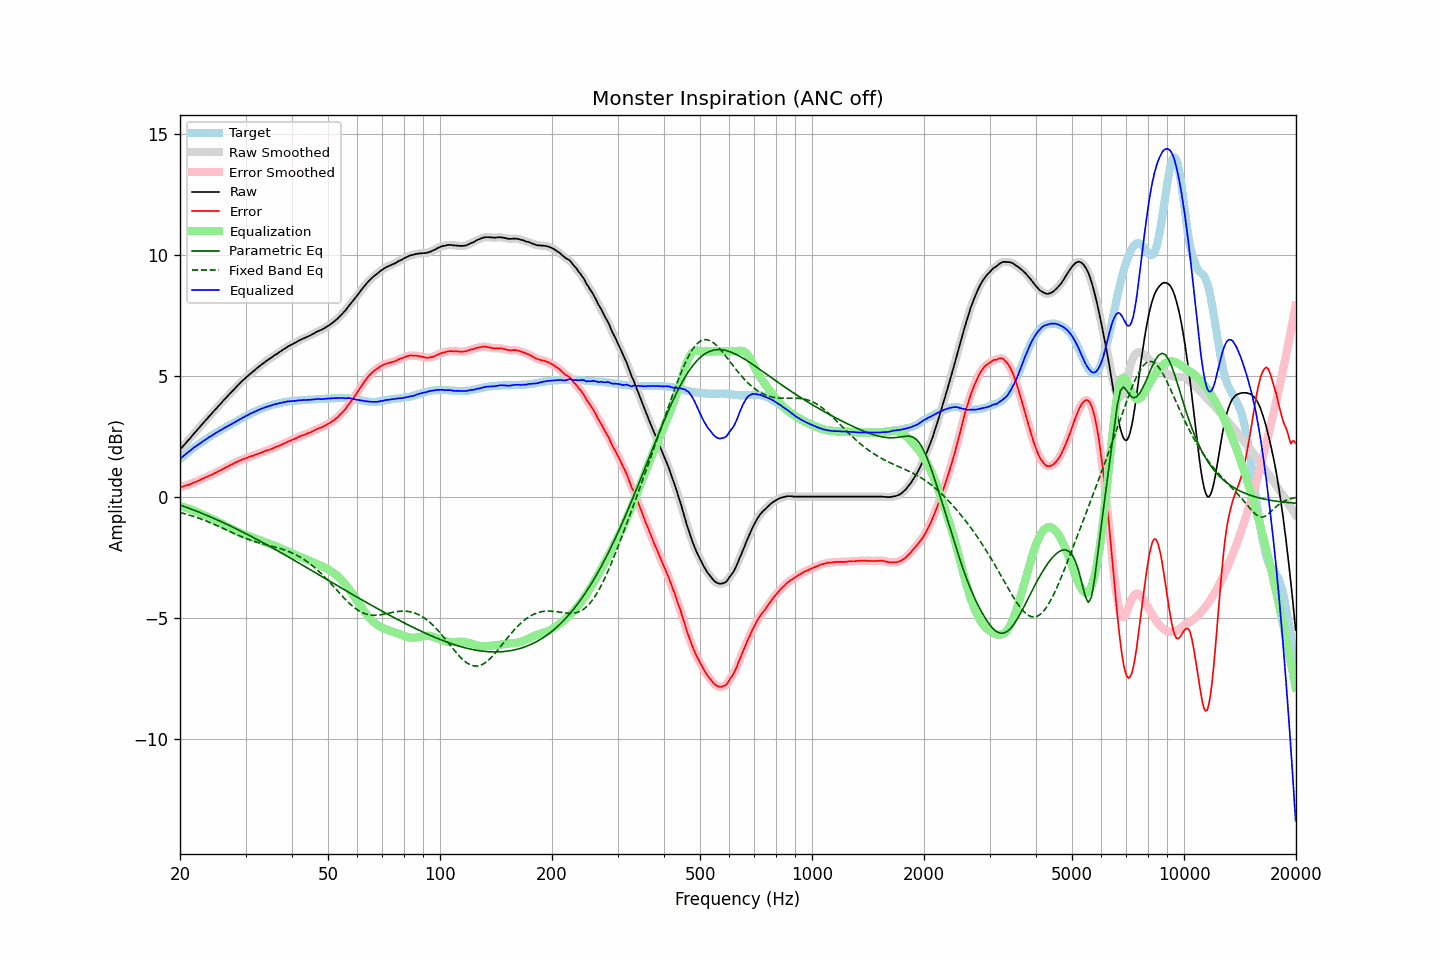 Monster Inspiration (ANC off)
Target
Raw Smoothed
Error Smoothed
Raw
Error
Equalization
Parametric Eq
Fixed Band Eq
Equalized
15
10
5
0
−5
−10
Amplitude (dBr)
20 50 100 200 500 1000 2000 5000 10000 20000
Frequency (Hz)